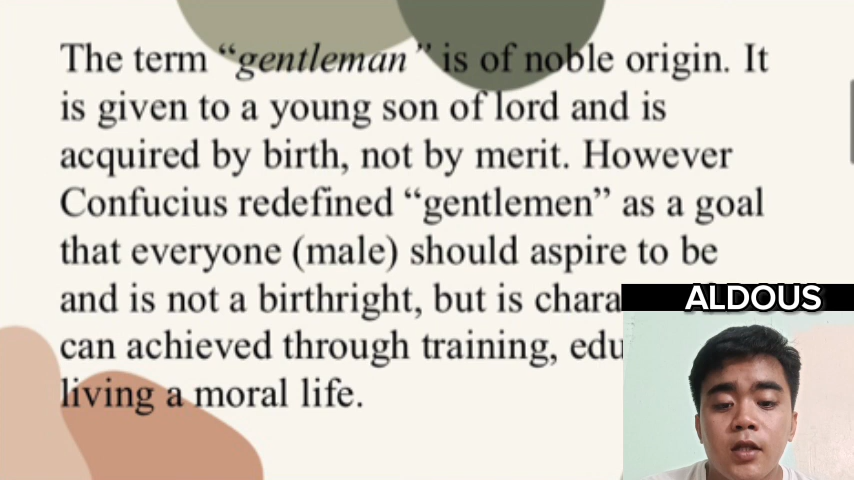 The term “gentleman” is of noble origin. It
is given to a young son of lord and is
acquired by birth, not by merit. However
Confucius redefined “gentlemen” as a goal
that everyone (male) should aspire to be
and is not a birthright, but is
can achieved through training,
living a moral life.
ALDOUS